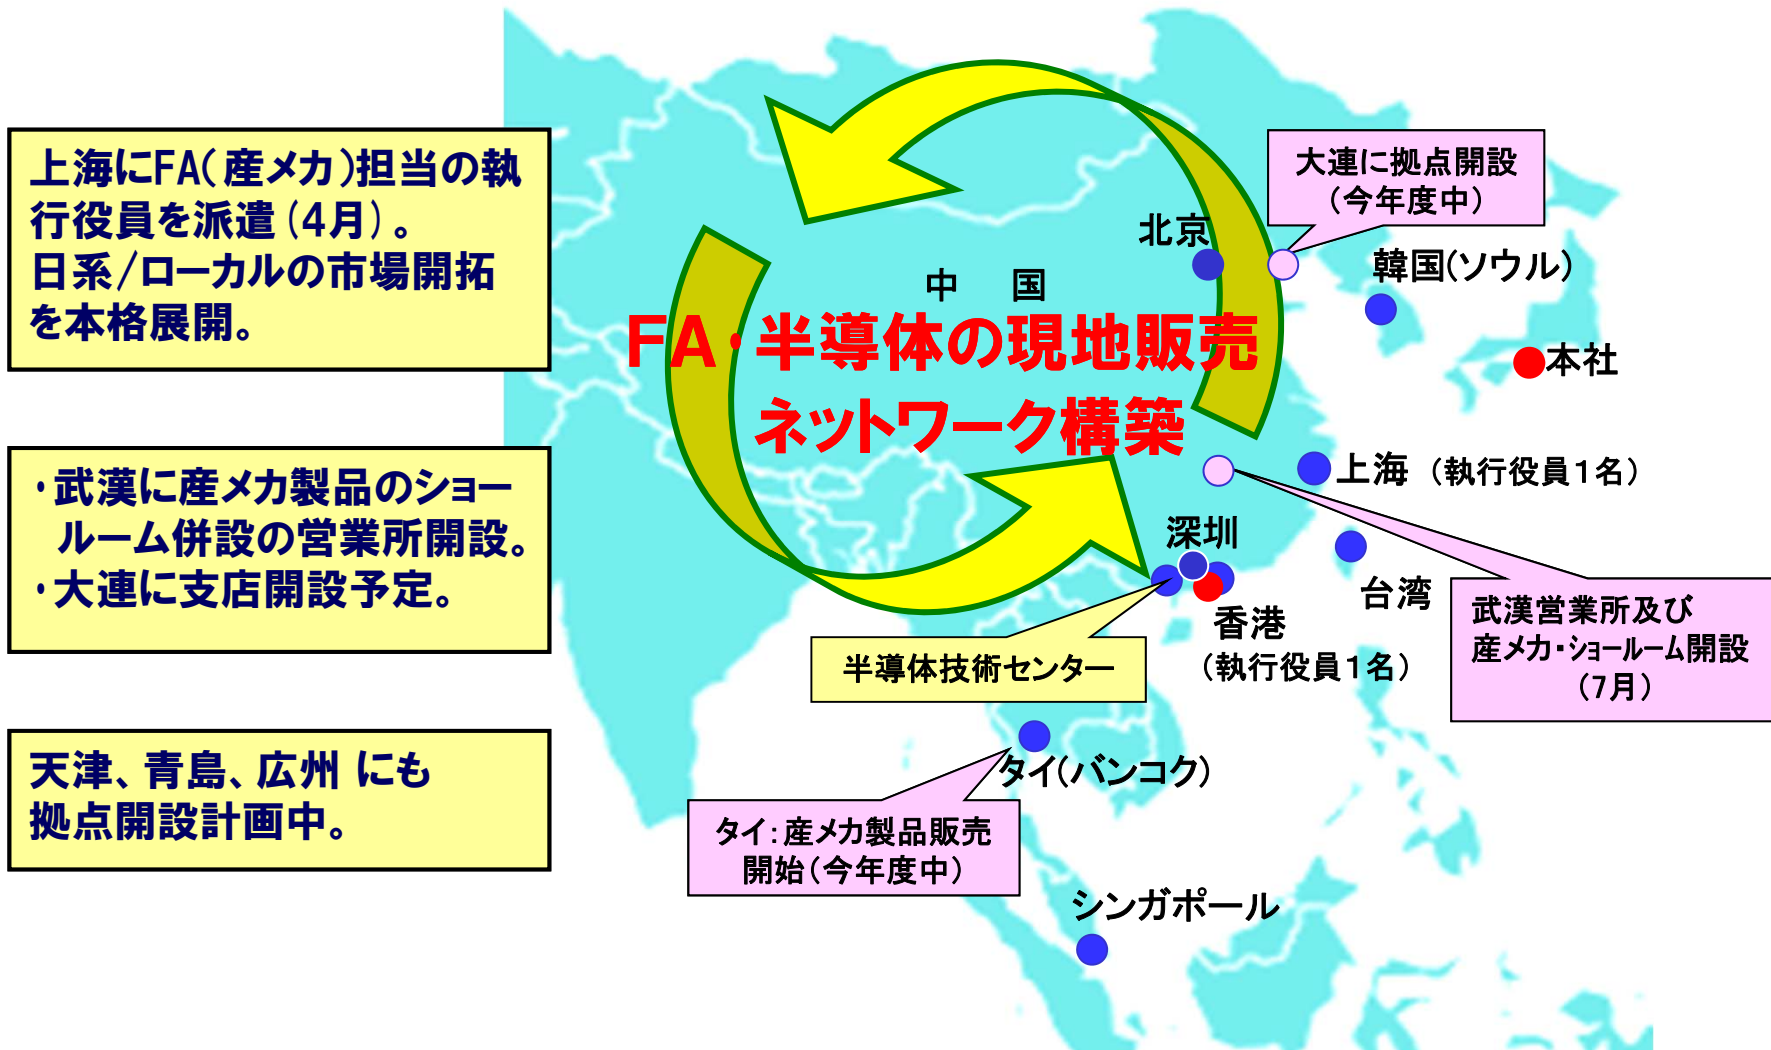 上海にFA(産メカ)担当の執
行役員を派遣(4月)。
日系/ローカルの市場開拓
を本格展開。
・武漢に産メカ製品のショー
ルーム併設の営業所開設。
・大連に支店開設予定。
天津、青島、広州 にも
拠点開設計画中。
大連に拠点開設
(今年度中)
北京
韓国(ソウル)
中 国
FA・半導体の現地販売
ネットワーク構築
本社
上海 (執行役員1名)
深圳
台湾
香港
(執行役員1名)
武漢営業所及び
産メカ・ショールーム開設
(7月)
半導体技術センター
タイ(バンコク)
タイ:産メカ製品販売
開始(今年度中)
シンガポール